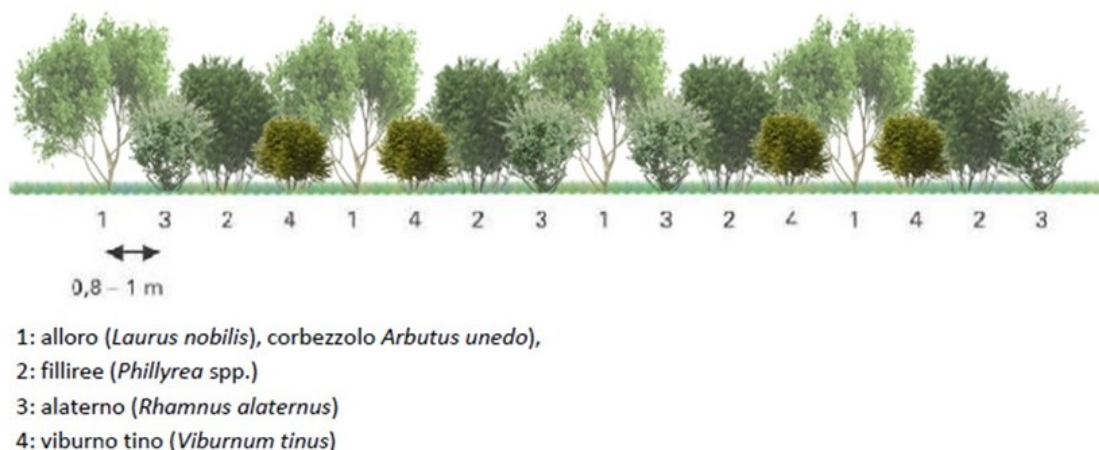 1 3 2 4 1 4 2 3 1 3 2 4 1 4 2 3
0,8 – 1 m
1: alloro (Laurus nobilis), corbezzolo Arbutus unedo),
2: filliree (Phillyrea spp.)
3: alaterno (Rhamnus alaternus)
4: viburno tino (Viburnum tinus)